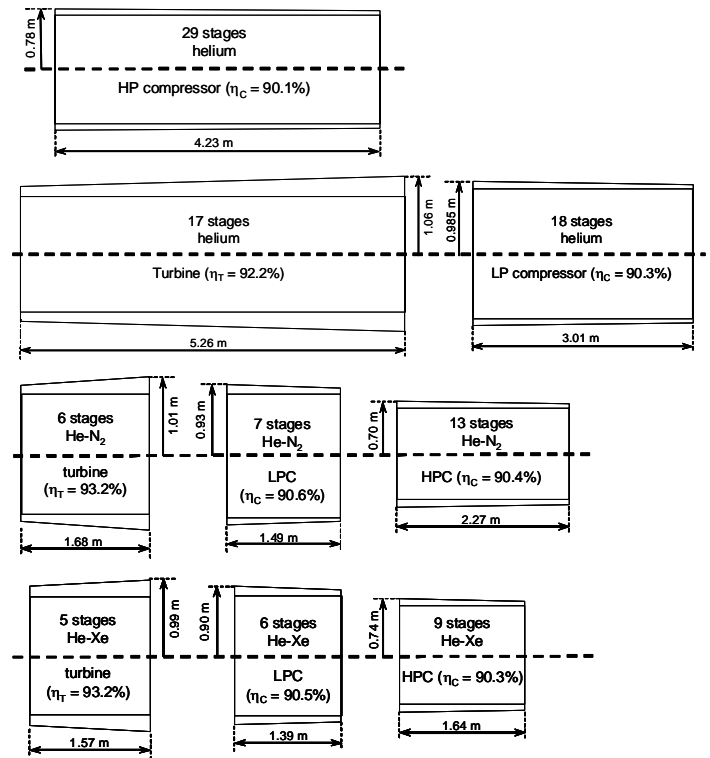 0.78 m
29 stages
helium
HP compressor (ηC = 90.1%)
4.23 m
17 stages
helium
Turbine (ηT = 92.2%)
1.06 m
5.26 m
0.985 m
18 stages
helium
LP compressor (ηC = 90.3%)
3.01 m
6 stages
He-N2
turbine
(ηT = 93.2%)
1.01 m
1.68 m
0.93 m
7 stages
He-N2
LPC
(ηC = 90.6%)
1.49 m
0.70 m
13 stages
He-N2
HPC (ηC = 90.4%)
2.27 m
5 stages
He-Xe
turbine
(ηT = 93.2%)
0.99 m
1.57 m
0.90 m
6 stages
He-Xe
LPC
(ηC = 90.5%)
1.39 m
0.74 m
9 stages
He-Xe
HPC (ηC = 90.3%)
1.64 m